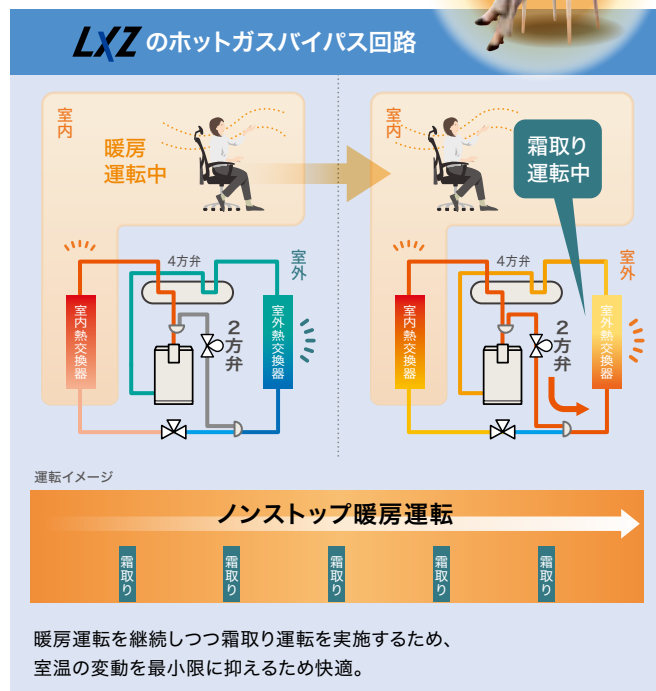 LXZのホットガスバイパス回路
室内
暖房
運転中
4方弁
室外
室内熱交換器
2方弁
室外熱交換器
室内
霜取り
運転中
4方弁
室外
室内熱交換器
2方弁
室外熱交換器
運転イメージ
ノンストップ暖房運転
霜取り
霜取り
霜取り
霜取り
霜取り
暖房運転を継続しつつ霜取り運転を実施するため、
室温の変動を最小限に抑えるため快適。